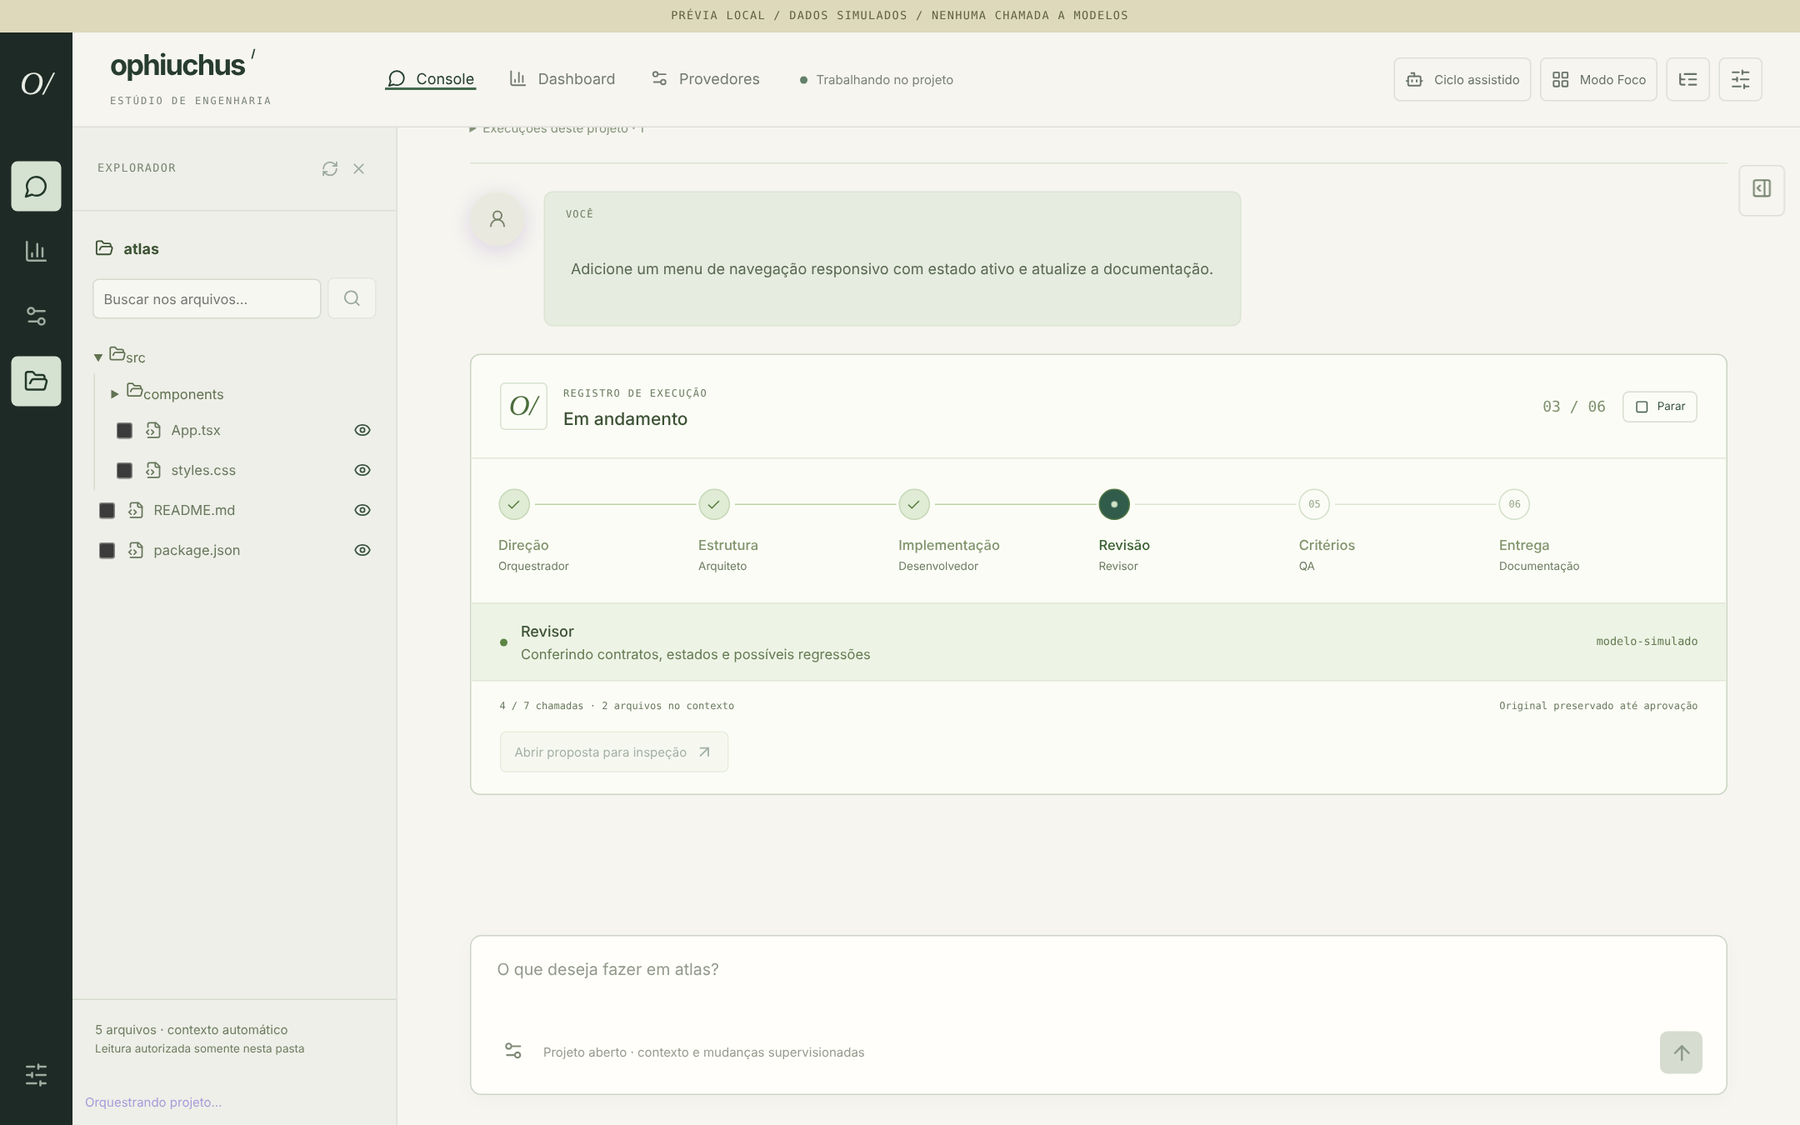 PRÉVIA LOCAL / DADOS SIMULADOS / NENHUMA CHAMADA A MODELOS
O/
ophiuchus /
ESTÚDIO DE ENGENHARIA
Console
Dashboard
Provedores
Trabalhando no projeto
Ciclo assistido
Modo Foco
EXPLORADOR
atlas
Buscar nos arquivos...
src
components
App.tsx
styles.css
README.md
package.json
5 arquivos · contexto automático
Leitura autorizada somente nesta pasta
Orquestrando projeto...
Execuções deste projeto · 1
VOCÊ
Adicione um menu de navegação responsivo com estado ativo e atualize a documentação.
O/
REGISTRO DE EXECUÇÃO
Em andamento
03 / 06
Parar
05
06
Direção
Orquestrador
Estrutura
Arquiteto
Implementação
Desenvolvedor
Revisão
Revisor
Critérios
QA
Entrega
Documentação
Revisor
Conferindo contratos, estados e possíveis regressões
modelo-simulado
4 / 7 chamadas · 2 arquivos no contexto
Original preservado até aprovação
Abrir proposta para inspeção
O que deseja fazer em atlas?
Projeto aberto · contexto e mudanças supervisionadas